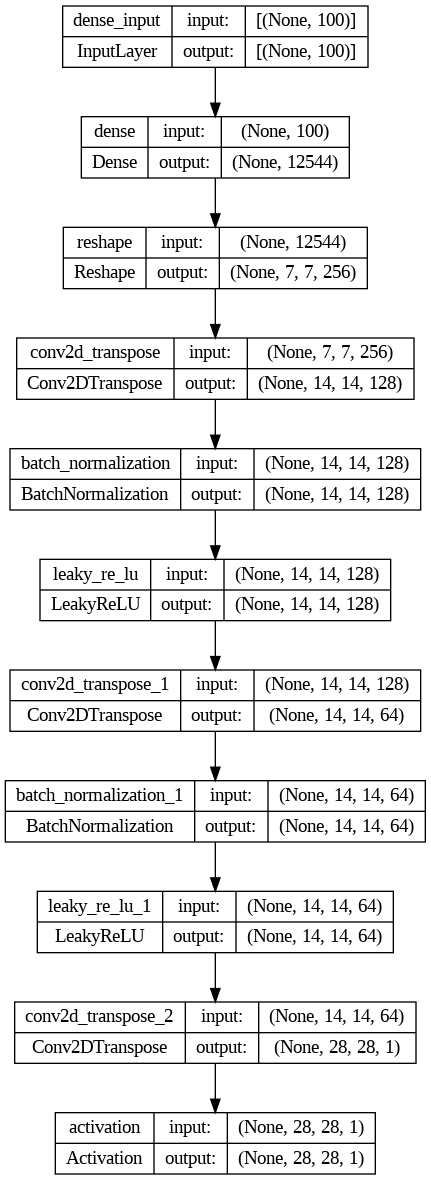 dense_input input: [(None, 100)]
InputLayer output: [(None, 100)]
dense input: (None, 100)
Dense output: (None, 12544)
reshape input: (None, 12544)
Reshape output: (None, 7, 7, 256)
conv2d_transpose input: (None, 7, 7, 256)
Conv2DTranspose output: (None, 14, 14, 128)
batch_normalization input: (None, 14, 14, 128)
BatchNormalization output: (None, 14, 14, 128)
leaky_re_lu input: (None, 14, 14, 128)
LeakyReLU output: (None, 14, 14, 128)
conv2d_transpose_1 input: (None, 14, 14, 128)
Conv2DTranspose output: (None, 14, 14, 64)
batch_normalization_1 input: (None, 14, 14, 64)
BatchNormalization output: (None, 14, 14, 64)
leaky_re_lu_1 input: (None, 14, 14, 64)
LeakyReLU output: (None, 14, 14, 64)
conv2d_transpose_2 input: (None, 14, 14, 64)
Conv2DTranspose output: (None, 28, 28, 1)
activation input: (None, 28, 28, 1)
Activation output: (None, 28, 28, 1)